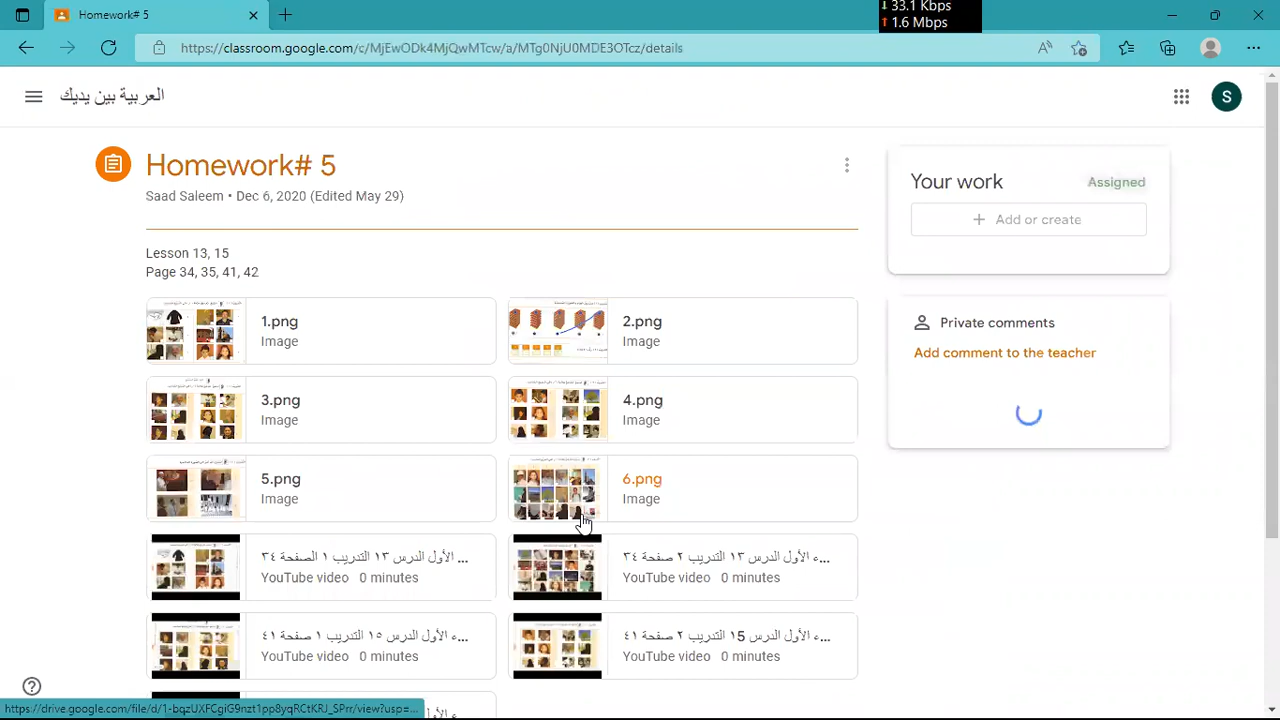 Homework# 5
33.1 Kbps
1.6 Mbps
https://classroom.google.com/c/MjEwODk4MjQwMTcw/a/MTg0NjU0MDE3OTcz/details
العربية بين يديك
S
Homework# 5
Saad Saleem • Dec 6, 2020 (Edited May 29)
Lesson 13, 15
Page 34, 35, 41, 42
1.png
Image
2.png
Image
3.png
Image
4.png
Image
5.png
Image
6.png
Image
...ء الأول الدرس ١٣ التدريب ١ الصفحة ٣٤
YouTube video 0 minutes
...ء الأول الدرس ١٣ التدريب ٢ صفحة ٣٤
YouTube video 0 minutes
...ء الأول الدرس ١٥ التدريب ١ صفحة ٤١
YouTube video 0 minutes
...ء الأول الدرس 15 التدريب ٢ صفحة ٤١
YouTube video 0 minutes
Your work
Assigned
+ Add or create
Private comments
Add comment to the teacher